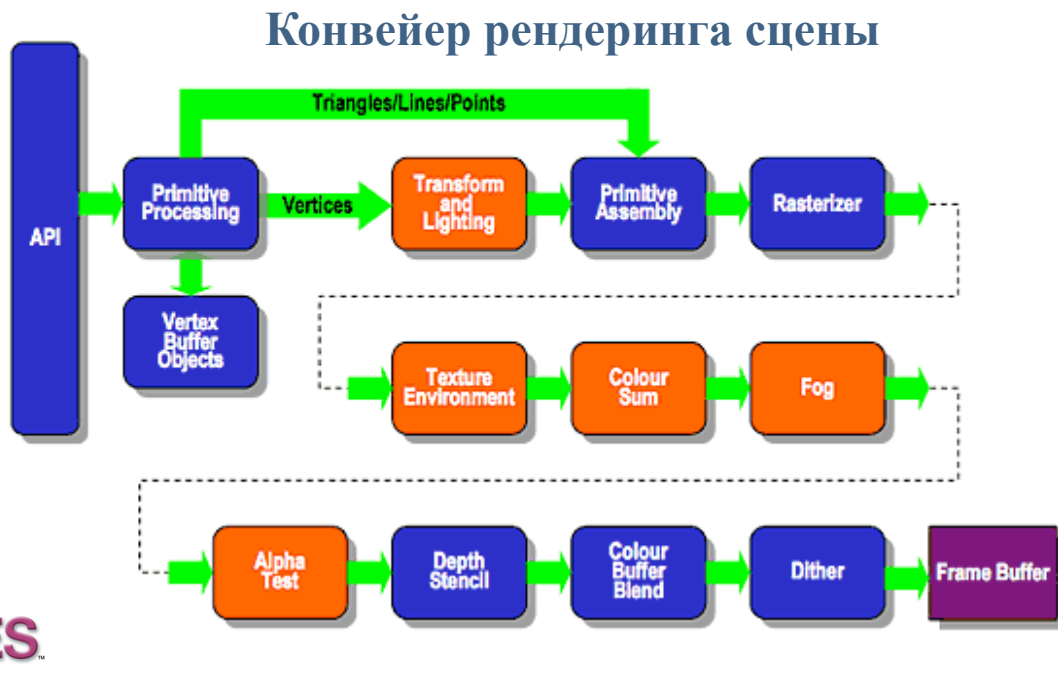 Конвейер рендеринга сцены
Triangles/Lines/Points
API
Primitive
Processing
Vertices
Transform
and
Lighting
Primitive
Assembly
Rasterizer
Vertex
Buffer
Objects
Texture
Environment
Colour
Sum
Fog
Alpha
Test
Depth
Stencil
Colour
Buffer
Blend
Dither
Frame Buffer
ES™